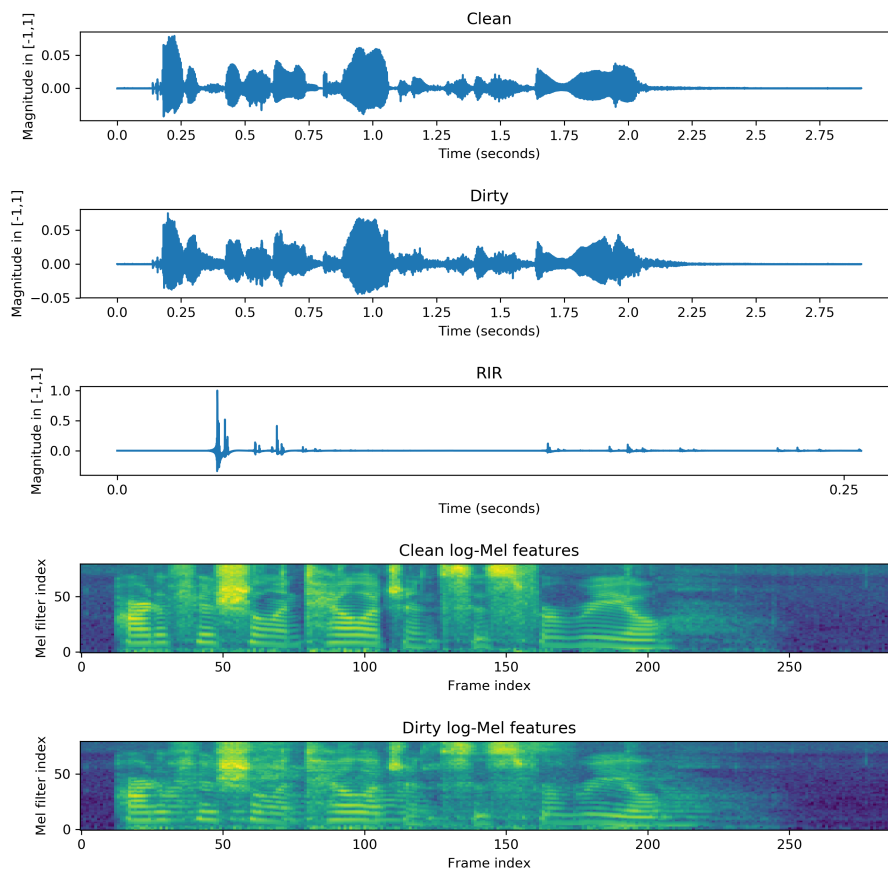 Clean
Magnitude in [-1,1]
0.05
0.00
0.0 0.25 0.5 0.75 1.0 1.25 1.5 1.75 2.0 2.25 2.5 2.75
Time (seconds)
Dirty
Magnitude in [-1,1]
0.05
0.00
−0.05
0.0 0.25 0.5 0.75 1.0 1.25 1.5 1.75 2.0 2.25 2.5 2.75
Time (seconds)
RIR
Magnitude in [-1,1]
1.0
0.5
0.0
0.0 0.25
Time (seconds)
Clean log-Mel features
Mel filter index
50
0
0 50 100 150 200 250
Frame index
Dirty log-Mel features
Mel filter index
50
0
0 50 100 150 200 250
Frame index